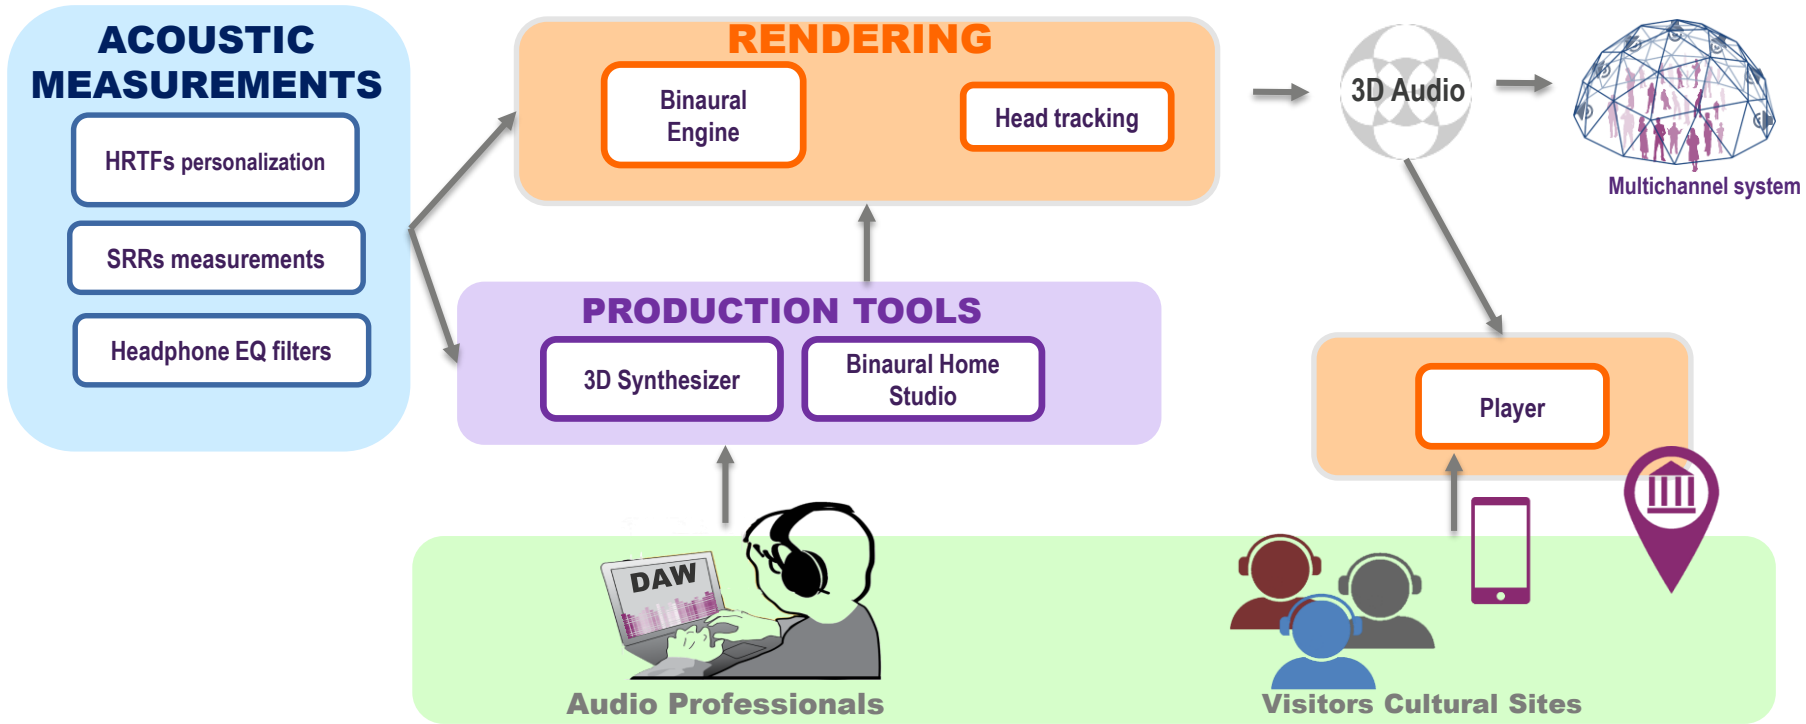 ACOUSTIC
MEASUREMENTS
HRTFs personalization
SRRs measurements
Headphone EQ filters
RENDERING
Binaural
Engine
Head tracking
3D Audio
Multichannel system
PRODUCTION TOOLS
3D Synthesizer
Binaural Home
Studio
Player
DAW
Audio Professionals
Visitors Cultural Sites